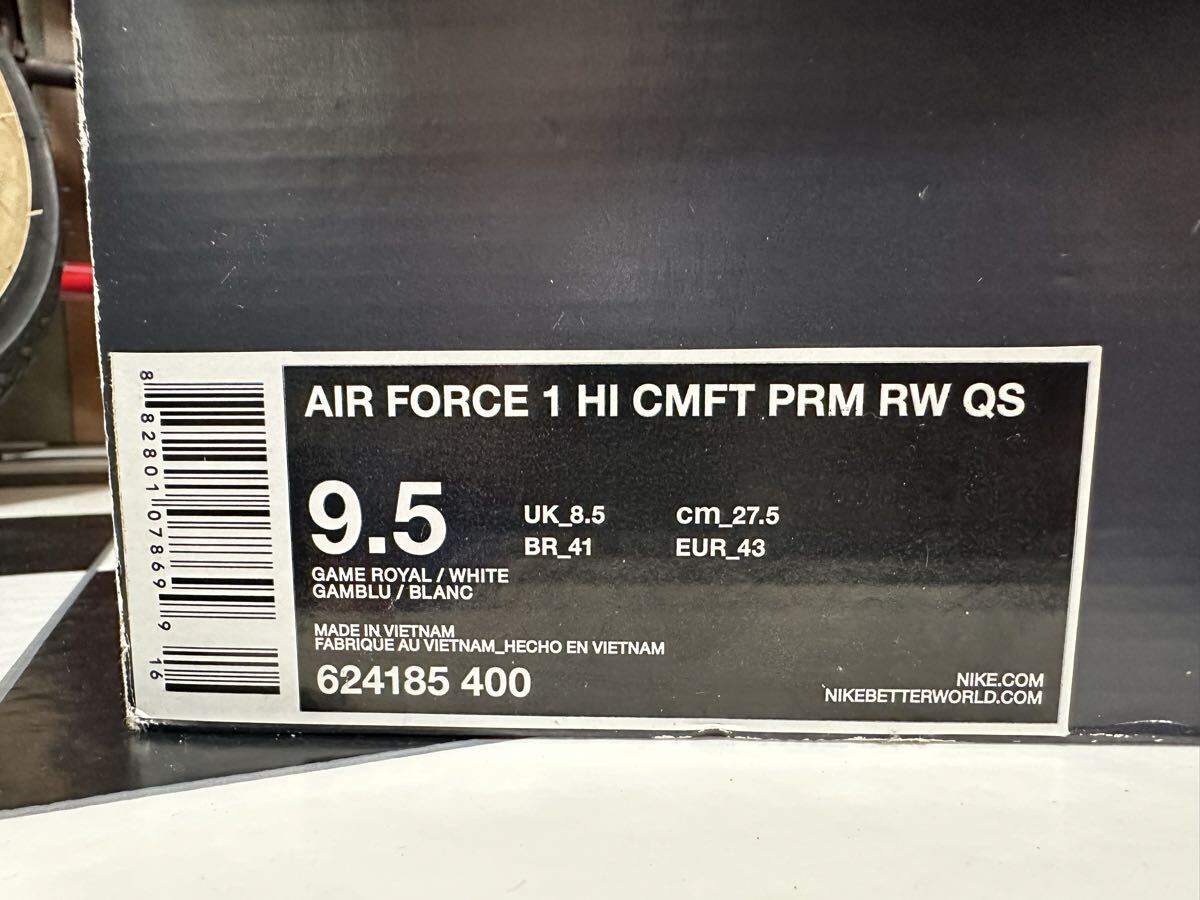 AIR FORCE 1 HI CMFT PRM RW QS
9.5
UK_8.5 cm_27.5
BR_41 EUR_43
GAME ROYAL / WHITE
GAMBLU / BLANC
MADE IN VIETNAM
FABRIQUE AU VIETNAM_HECHO EN VIETNAM
624185 400
NIKE.COM
NIKEBETTERWORLD.COM
8 82801 07869 9 16